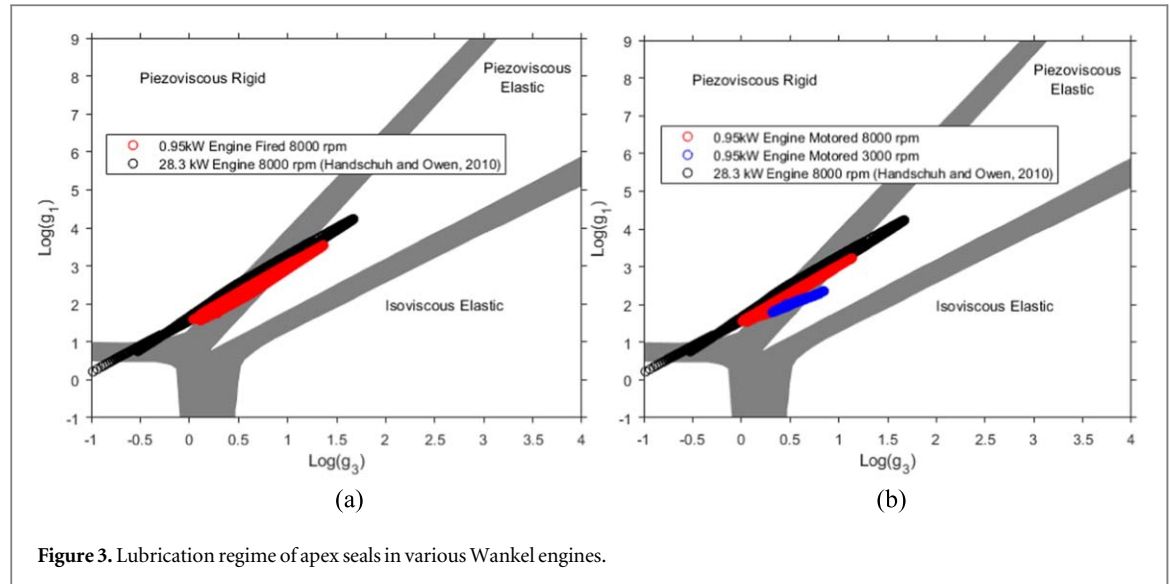 9
8
7
6
5
4
3
2
1
0
-1
Log(g1)
Piezoviscous Rigid
Piezoviscous
Elastic
0.95kW Engine Fired 8000 rpm
28.3 kW Engine 8000 rpm (Handschuh and Owen, 2010)
Isoviscous Elastic
-1 -0.5 0 0.5 1 1.5 2 2.5 3 3.5 4
Log(g3)
(a)
9
8
7
6
5
4
3
2
1
0
-1
Log(g1)
Piezoviscous Rigid
Piezoviscous
Elastic
0.95kW Engine Motored 8000 rpm
0.95kW Engine Motored 3000 rpm
28.3 kW Engine 8000 rpm (Handschuh and Owen, 2010)
Isoviscous Elastic
-1 -0.5 0 0.5 1 1.5 2 2.5 3 3.5 4
Log(g3)
(b)
Figure 3. Lubrication regime of apex seals in various Wankel engines.